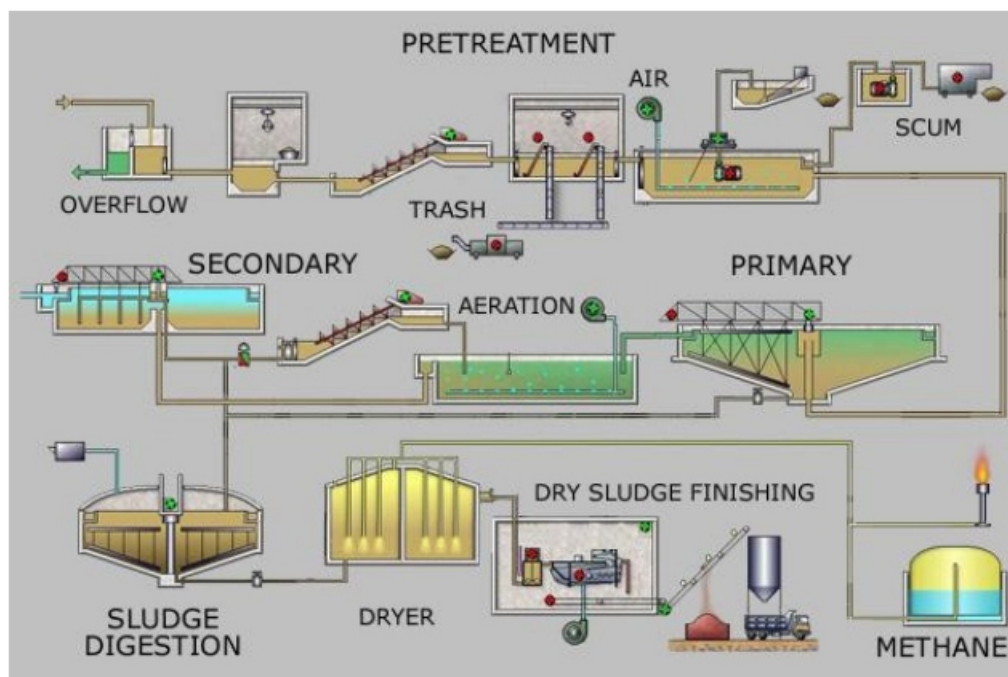 PRETREATMENT
AIR
SCUM
OVERFLOW
TRASH
SECONDARY
PRIMARY
AERATION
DRY SLUDGE FINISHING
SLUDGE
DIGESTION
DRYER
METHANE